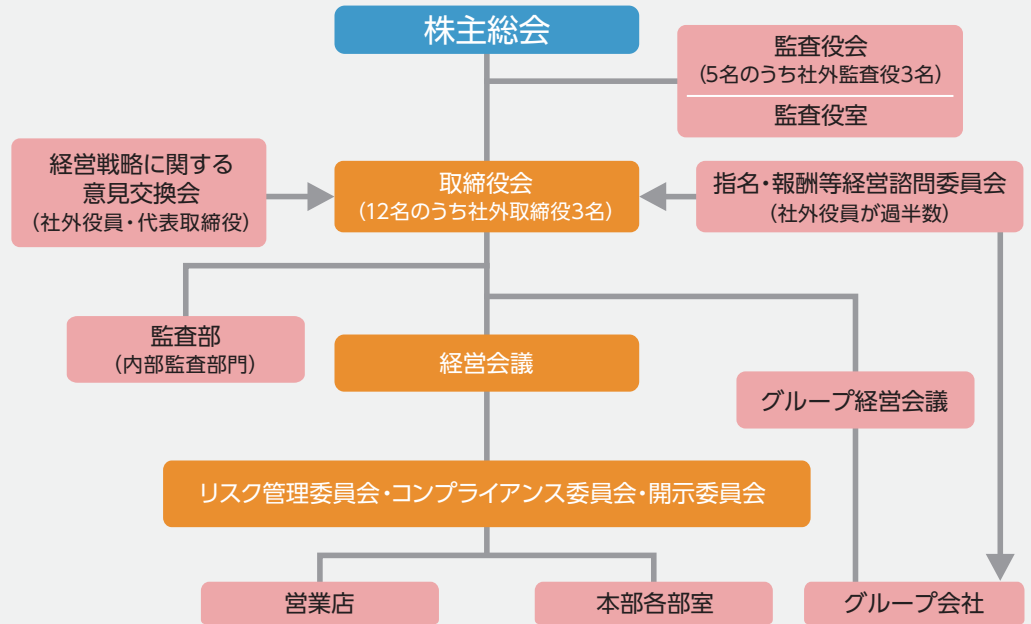 株主総会
監査役会
(5名のうち社外監査役3名)
監査役室
経営戦略に関する
意見交換会
(社外役員・代表取締役)
取締役会
(12名のうち社外取締役3名)
指名・報酬等経営諮問委員会
(社外役員が過半数)
監査部
(内部監査部門)
経営会議
グループ経営会議
リスク管理委員会・コンプライアンス委員会・開示委員会
営業店
本部各部室
グループ会社